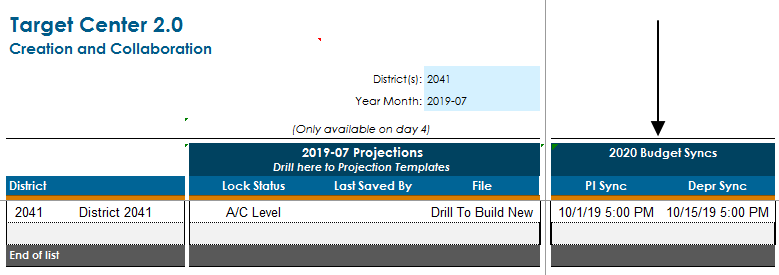 Target Center 2.0
Creation and Collaboration
District(s): 2041
Year Month: 2019-07
(Only available on day 4)
2019-07 Projections 2020 Budget Syncs
Drill here to Projection Templates
District Lock Status Last Saved By File PI Sync Depr Sync
2041 District 2041 A/C Level Drill To Build New 10/1/19 5:00 PM 10/15/19 5:00 PM
End of list